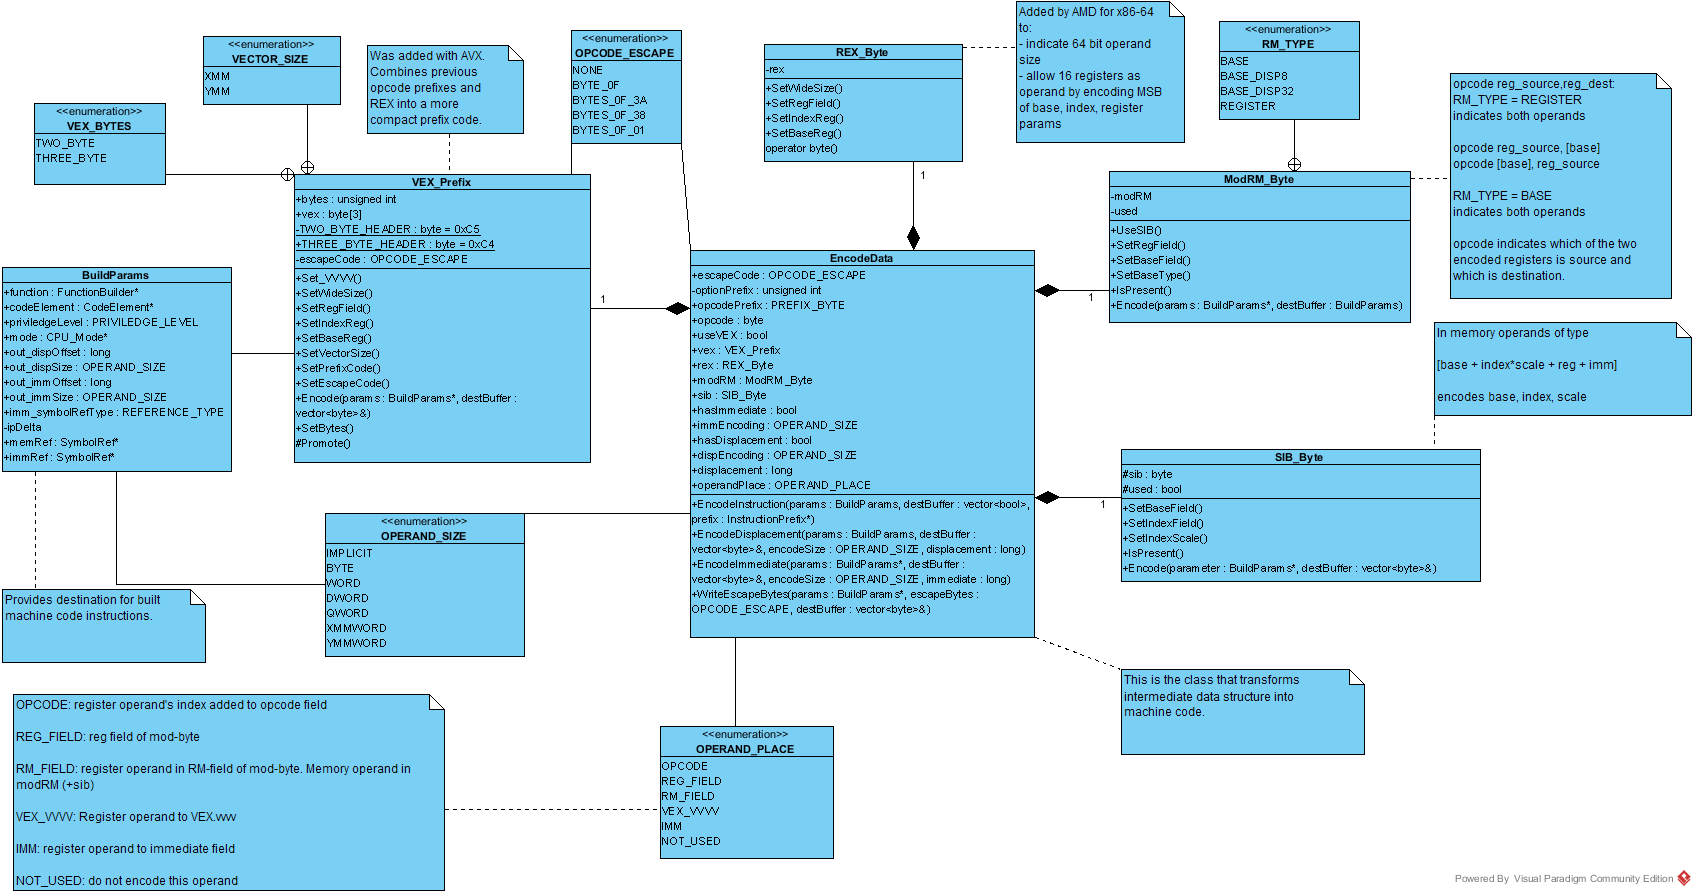 <<enumeration>>
VECTOR_SIZE
XMM
YMM
<<enumeration>>
VEX_BYTES
TWO_BYTE
THREE_BYTE
Was added with AVX.
Combines previous
opcode prefixes and
REX into a more
compact prefix code.
<<enumeration>>
OPCODE_ESCAPE
NONE
BYTE_0F
BYTES_0F_3A
BYTES_0F_38
BYTES_0F_01
REX_Byte
-rex
+SetWideSize()
+SetRegField()
+SetIndexReg()
+SetBaseReg()
operator byte()
1
Added by AMD for x86-64
to:
- indicate 64 bit operand
size
- allow 16 registers as
operand by encoding MSB
of base, index, register
params
<<enumeration>>
RM_TYPE
BASE
BASE_DISP8
BASE_DISP32
REGISTER
opcode reg_source,reg_dest:
RM_TYPE = REGISTER
indicates both operands
opcode reg_source, [base]
opcode [base], reg_source
RM_TYPE = BASE
indicates both operands
opcode indicates which of the two
encoded registers is source and
which is destination.
VEX_Prefix
+bytes : unsigned int
+vex : byte[3]
-TWO_BYTE_HEADER : byte = 0xC5
+THREE_BYTE_HEADER : byte = 0xC4
-escapeCode : OPCODE_ESCAPE
+Set_VVVV()
+SetWideSize()
+SetRegField()
+SetIndexReg()
+SetBaseReg()
+SetVectorSize()
+SetPrefixCode()
+SetEscapeCode()
+Encode(params : BuildParams*, destBuffer :
vector<byte>&)
+SetBytes()
#Promote()
1
ModRM_Byte
-modRM
-used
+UseSIB()
+SetRegField()
+SetBaseField()
+SetBaseType()
+IsPresent()
+Encode(params : BuildParams*, destBuffer : BuildParams)
1
BuildParams
+function : FunctionBuilder*
+codeElement : CodeElement*
+priviledgeLevel : PRIVILEDGE_LEVEL
+mode : CPU_Mode*
+out_dispOffset : long
+out_dispSize : OPERAND_SIZE
+out_immOffset : long
+out_immSize : OPERAND_SIZE
+imm_symbolRefType : REFERENCE_TYPE
-ipDelta
+memRef : SymbolRef*
+immRef : SymbolRef*
EncodeData
+escapeCode : OPCODE_ESCAPE
-optionPrefix : unsigned int
+opcodePrefix : PREFIX_BYTE
+opcode : byte
+useVEX : bool
+vex : VEX_Prefix
+rex : REX_Byte
+modRM : ModRM_Byte
+sib : SIB_Byte
+hasImmediate : bool
+immEncoding : OPERAND_SIZE
+hasDisplacement : bool
+dispEncoding : OPERAND_SIZE
+displacement : long
+operandPlace : OPERAND_PLACE
+EncodeInstruction(params : BuildParams, destBuffer : vector<bool>,
prefix : InstructionPrefix*)
+EncodeDisplacement(params : BuildParams, destBuffer :
vector<byte>&, encodeSize : OPERAND_SIZE, displacement : long)
+EncodeImmediate(params : BuildParams*, destBuffer :
vector<byte>&, encodeSize : OPERAND_SIZE, immediate : long)
+WriteEscapeBytes(params : BuildParams*, escapeBytes :
OPCODE_ESCAPE, destBuffer : vector<byte>&)
In memory operands of type
[base + index*scale + reg + imm]
encodes base, index, scale
SIB_Byte
#sib : byte
#used : bool
+SetBaseField()
+SetIndexField()
+SetIndexScale()
+IsPresent()
+Encode(parameter : BuildParams*, destBuffer : vector<byte>&)
1
<<enumeration>>
OPERAND_SIZE
IMPLICIT
BYTE
WORD
DWORD
QWORD
XMMWORD
YMMWORD
Provides destination for built
machine code instructions.
This is the class that transforms
intermediate data structure into
machine code.
OPCODE: register operand's index added to opcode field
REG_FIELD: reg field of mod-byte
RM_FIELD: register operand in RM-field of mod-byte. Memory operand in
modRM (+sib)
VEX_VVVV: Register operand to VEX.vvvv
IMM: register operand to immediate field
NOT_USED: do not encode this operand
<<enumeration>>
OPERAND_PLACE
OPCODE
REG_FIELD
RM_FIELD
VEX_VVVV
IMM
NOT_USED
Powered By Visual Paradigm Community Edition